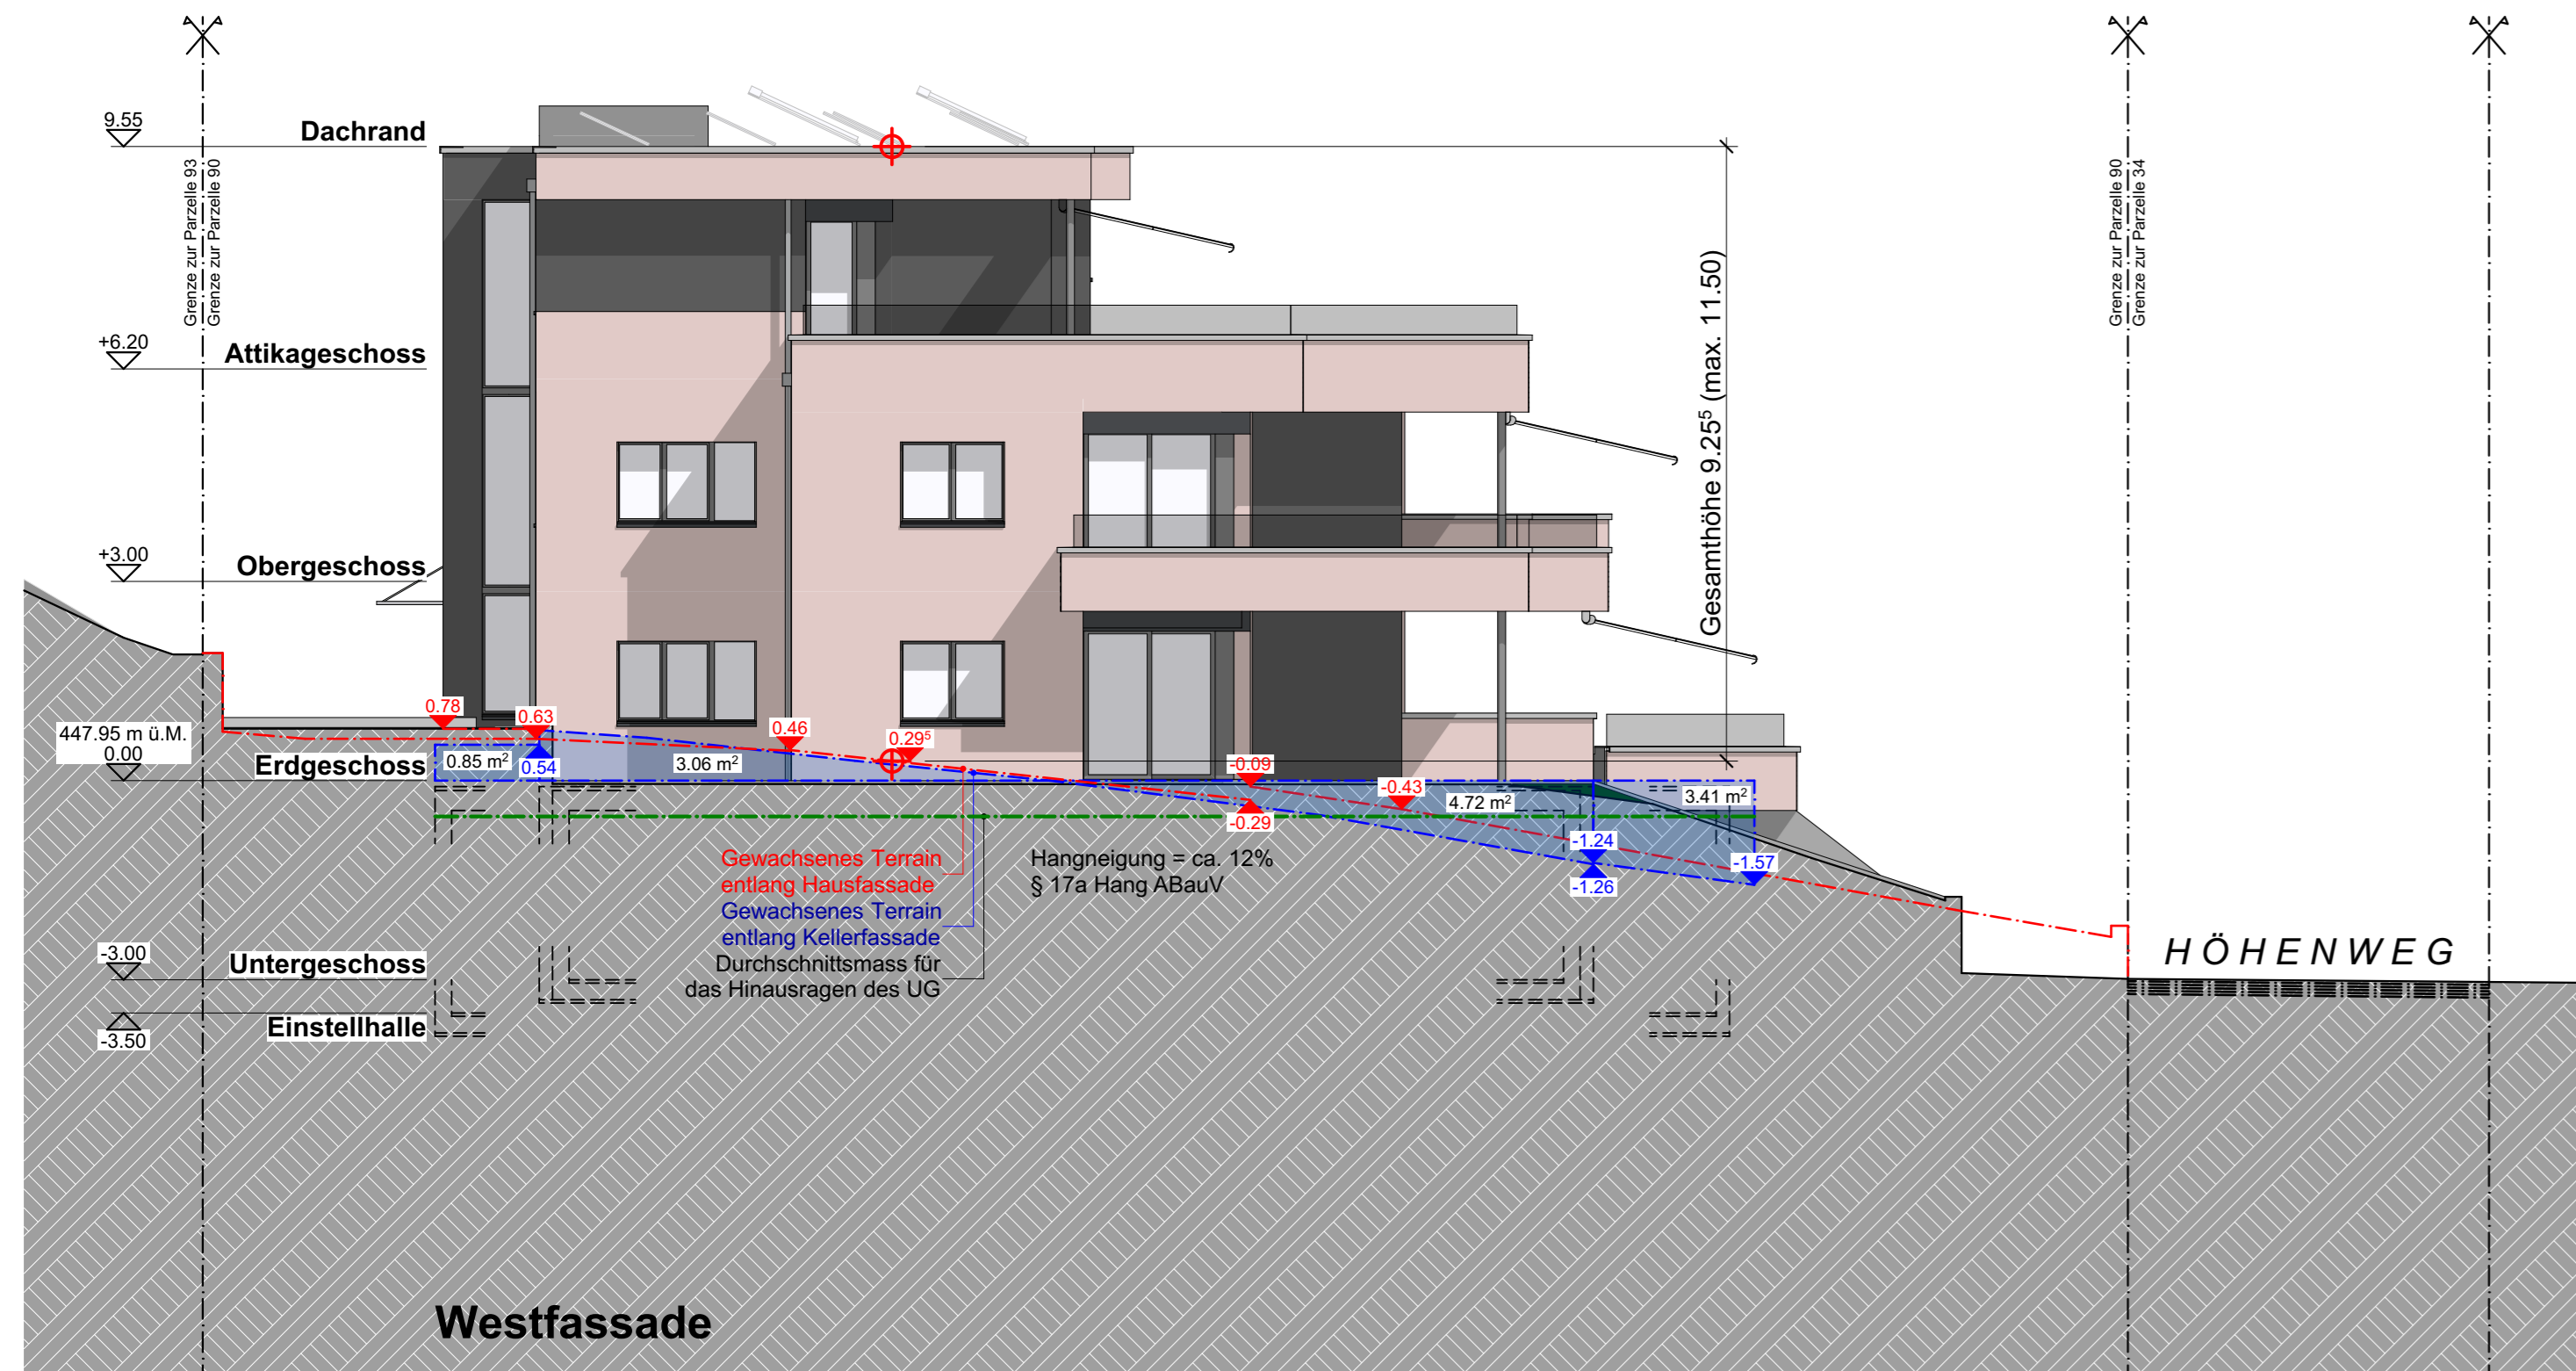 9.55
Dachrand
Grenze zur Parzelle 93
Grenze zur Parzelle 90
Grenze zur Parzelle 90
Grenze zur Parzelle 34
+6.20
Attikageschoss
Gesamthöhe 9.25⁵ (max. 11.50)
+3.00
Obergeschoss
447.95 m ü.M.
0.00
Erdgeschoss
0.78
0.63
0.46
0.29⁵
-0.09
-0.43
0.85 m²
0.54
3.06 m²
4.72 m²
3.41 m²
-0.29
-1.24
-1.26
-1.57
Gewachsenes Terrain
entlang Hausfassade
Gewachsenes Terrain
entlang Kellerfassade
Durchschnittsmass für
das Hinausragen des UG
Hangneigung = ca. 12%
§ 17a Hang ABauV
-3.00
Untergeschoss
Einstellhalle
-3.50
HÖHENWEG
Westfassade